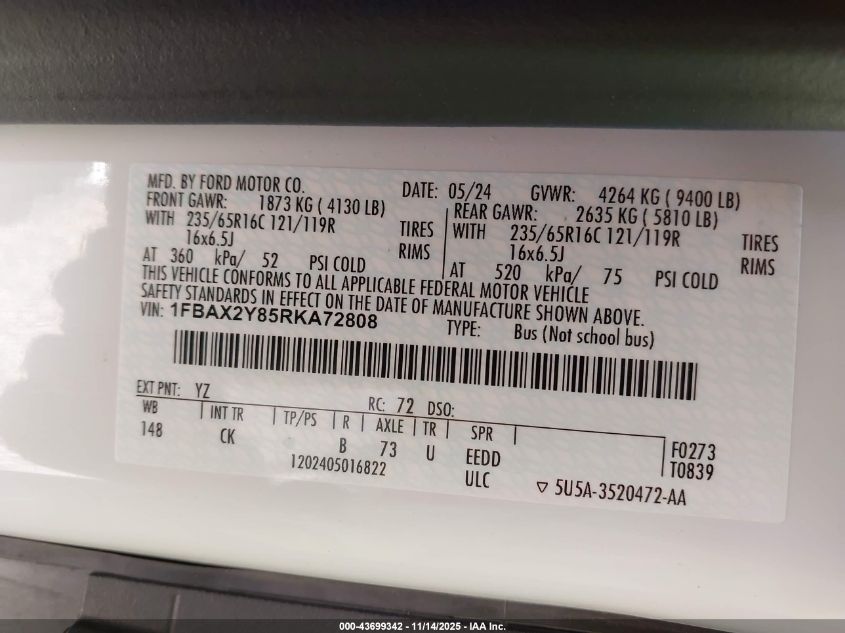 MFD. BY FORD MOTOR CO. DATE: 05/24 GVWR: 4264 KG ( 9400 LB)
FRONT GAWR: 1873 KG ( 4130 LB) REAR GAWR: 2635 KG ( 5810 LB)
WITH 235/65R16C 121/119R TIRES WITH 235/65R16C 121/119R TIRES
16x6.5J RIMS 16x6.5J RIMS
AT 360 kPa/ 52 PSI COLD AT 520 kPa/ 75 PSI COLD
THIS VEHICLE CONFORMS TO ALL APPLICABLE FEDERAL MOTOR VEHICLE
SAFETY STANDARDS IN EFFECT ON THE DATE OF MANUFACTURE SHOWN ABOVE.
VIN: 1FBAX2Y85RKA72808 TYPE: Bus (Not school bus)
EXT PNT: YZ RC: 72 DSO:
WB INT TR TP/PS R AXLE TR SPR
148 CK B 73 U EEDD F0273
1202405016822 ULC T0839
▽ 5U5A-3520472-AA
000-43699342 - 11/14/2025 - IAA Inc.